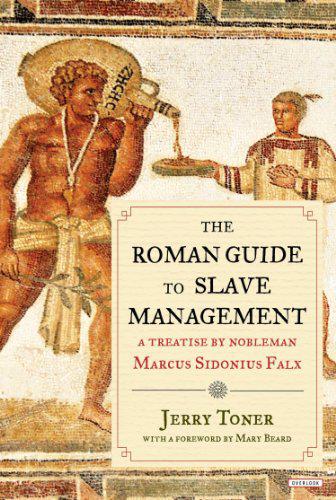 THE
ROMAN GUIDE
TO SLAVE
MANAGEMENT
A TREATISE BY NOBLEMAN
MARCUS SIDONIUS FALX
JERRY TONER
WITH A FOREWORD BY MARY BEARD
OVERLOOK